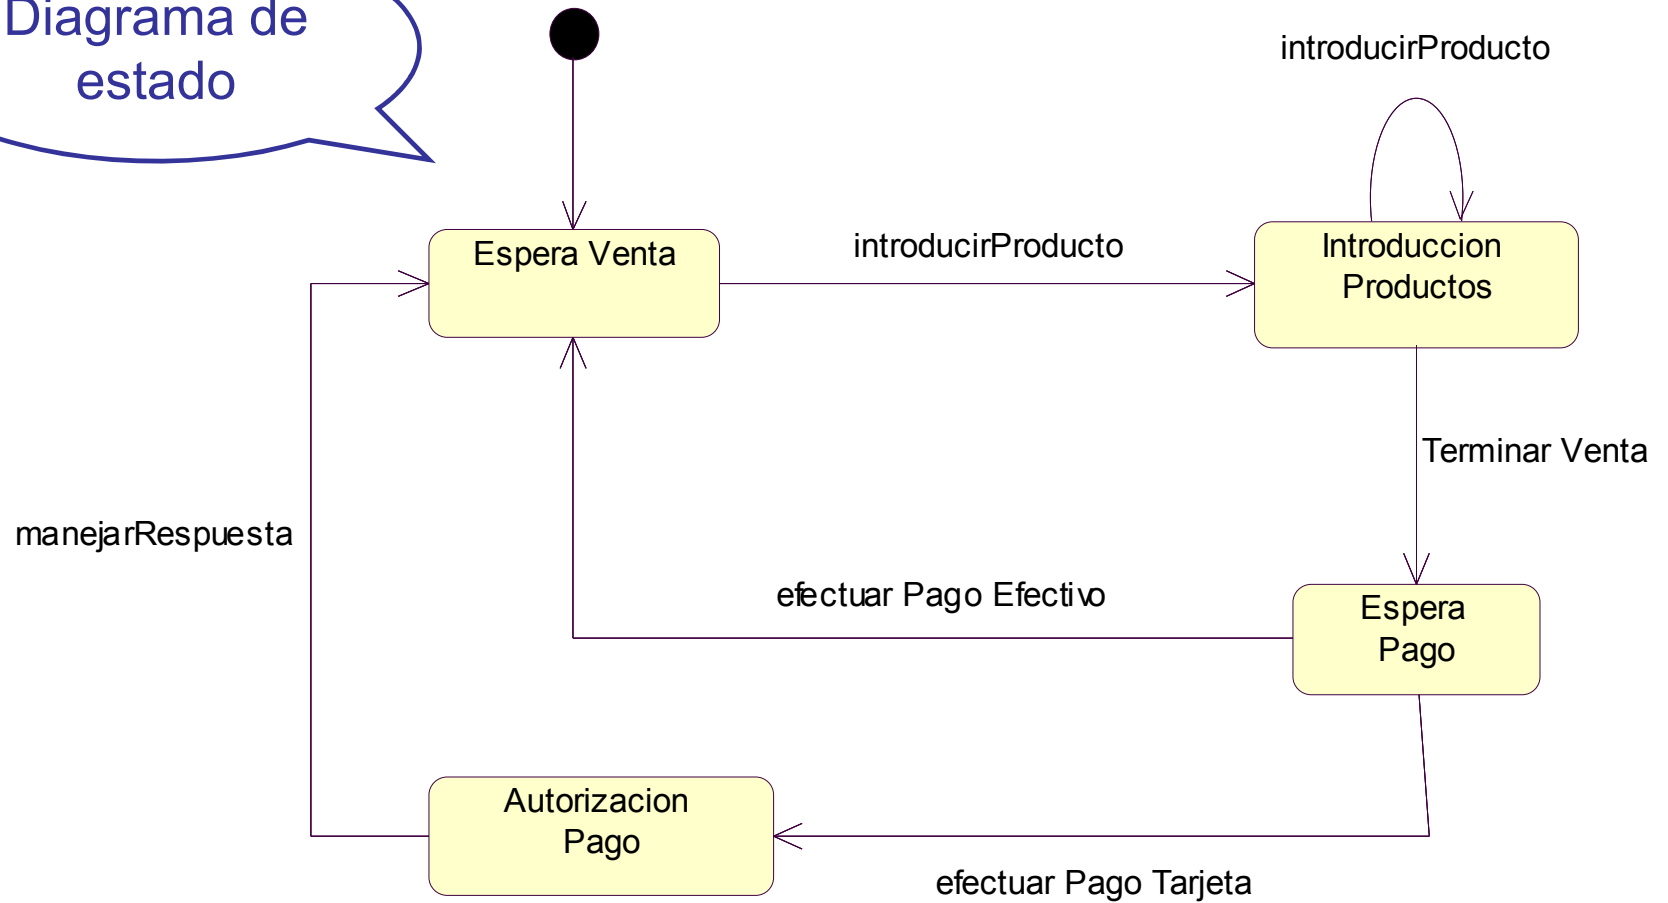 Diagrama de
estado
introducirProducto
Espera Venta
introducirProducto
Introduccion
Productos
Terminar Venta
manejarRespuesta
efectuar Pago Efectivo
Espera
Pago
Autorizacion
Pago
efectuar Pago Tarjeta